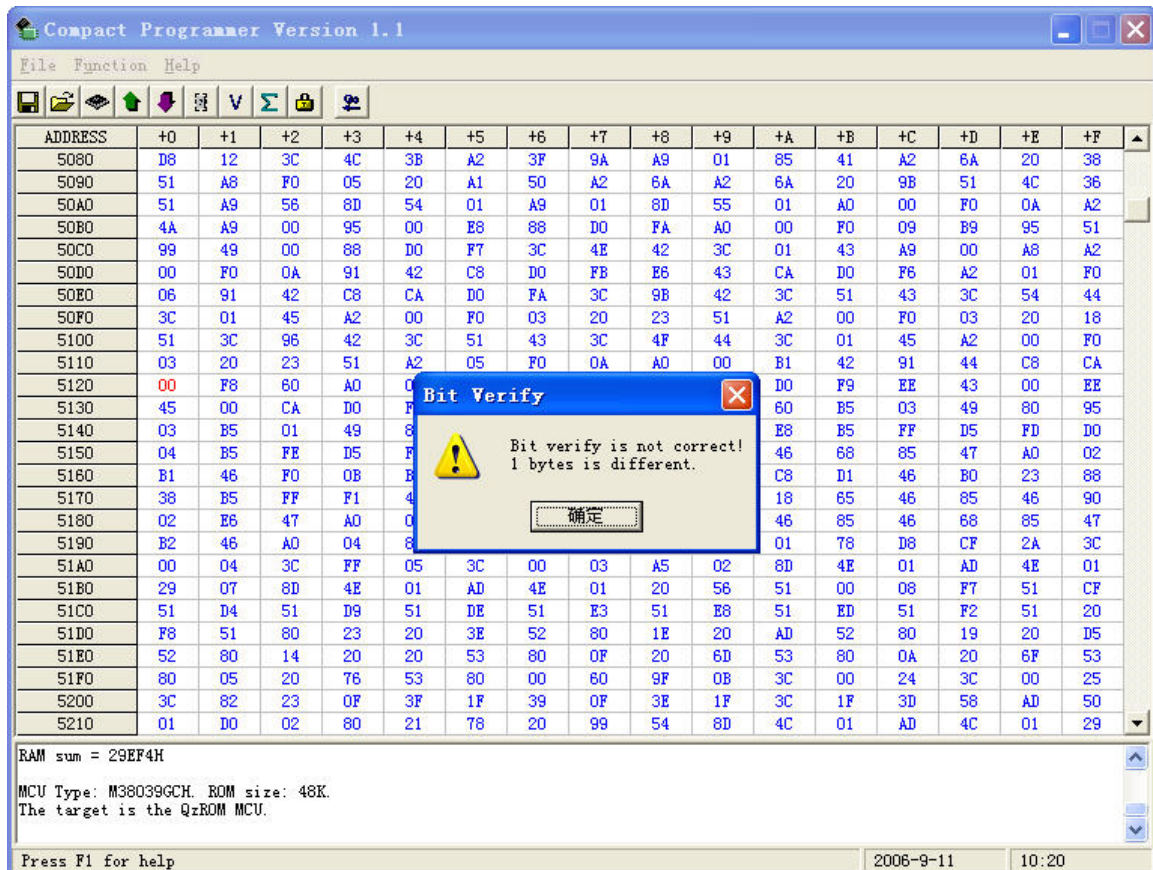 Compact Programmer Version 1.1
File Function Help
V Σ
ADDRESS +0 +1 +2 +3 +4 +5 +6 +7 +8 +9 +A +B +C +D +E +F
5080 D8 12 3C 4C 3B A2 3F 9A A9 01 85 41 A2 6A 20 38
5090 51 A8 F0 05 20 A1 50 A2 6A A2 6A 20 9B 51 4C 36
50A0 51 A9 56 8D 54 01 A9 01 8D 55 01 A0 00 F0 0A A2
50B0 4A A9 00 95 00 E8 88 D0 FA A0 00 F0 09 B9 95 51
50C0 99 49 00 88 D0 F7 3C 4E 42 3C 01 43 A9 00 A8 A2
50D0 00 F0 0A 91 42 C8 D0 FB E6 43 CA D0 F6 A2 01 F0
50E0 06 91 42 C8 CA D0 FA 3C 9B 42 3C 51 43 3C 54 44
50F0 3C 01 45 A2 00 F0 03 20 23 51 A2 00 F0 03 20 18
5100 51 3C 96 42 3C 51 43 3C 4F 44 3C 01 45 A2 00 F0
5110 03 20 23 51 A2 05 F0 0A A0 00 B1 42 91 44 C8 CA
5120 00 F8 60 A0 D0 F9 EE 43 00 EE
5130 45 00 CA D0 60 B5 03 49 80 95
5140 03 B5 01 49 E8 B5 FF D5 FD D0
5150 04 B5 FE D5 46 68 85 47 A0 02
5160 B1 46 F0 0B C8 D1 46 B0 23 88
5170 38 B5 FF F1 18 65 46 85 46 90
5180 02 E6 47 A0 46 85 46 68 85 47
5190 B2 46 A0 04 01 78 D8 CF 2A 3C
51A0 00 04 3C FF 05 3C 00 03 A5 02 8D 4E 01 AD 4E 01
51B0 29 07 8D 4E 01 AD 4E 01 20 56 51 00 08 F7 51 CF
51C0 51 D4 51 D9 51 DE 51 E3 51 E8 51 ED 51 F2 51 20
51D0 F8 51 80 23 20 3E 52 80 1E 20 AD 52 80 19 20 D5
51E0 52 80 14 20 20 53 80 0F 20 6D 53 80 0A 20 6F 53
51F0 80 05 20 76 53 80 00 60 9F 0B 3C 00 24 3C 00 25
5200 3C 82 23 0F 3F 1F 39 0F 3E 1F 3C 1F 3D 58 AD 50
5210 01 D0 02 80 21 78 20 99 54 8D 4C 01 AD 4C 01 29
Bit Verify
Bit verify is not correct!
1 bytes is different.
确定
RAM sum = 29EF4H
MCU Type: M38039GCH. ROM size: 48K.
The target is the QzROM MCU.
Press F1 for help 2006-9-11 10:20